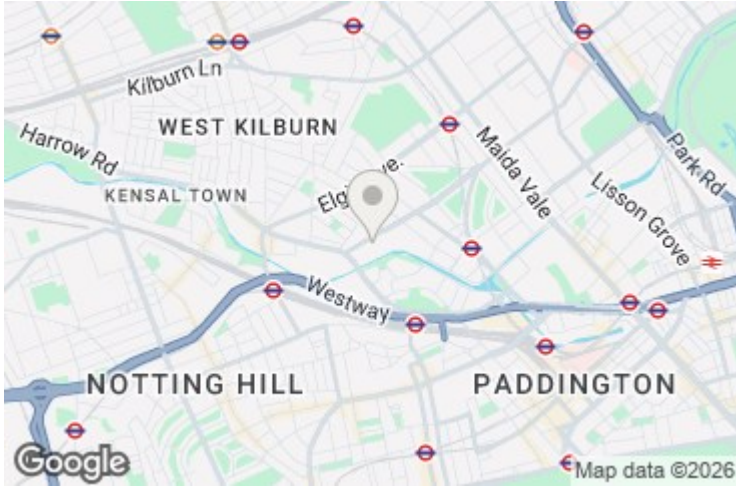 Kilburn Ln
WEST KILBURN
Harrow Rd
KENSAL TOWN
Maida Vale
Park Rd
Lisson Grove
Westway
NOTTING HILL
PADDINGTON
Google
Map data ©2026